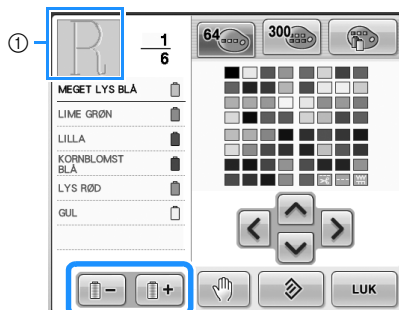 ①
R
1
6
64
300
MEGET LYS BLÅ
LIME GRØN
LILLA
KORNBLOMST
BLÅ
LYS RØD
GUL
-
+
LUK